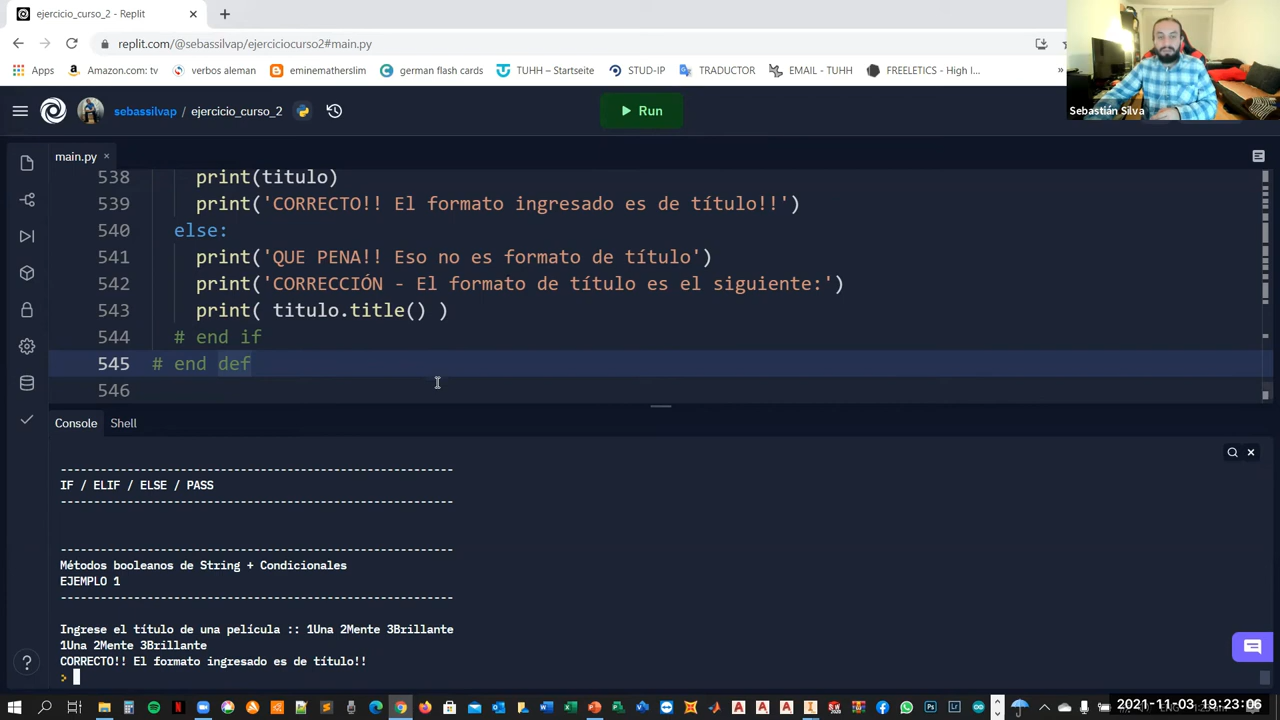 ejercicio_curso_2 - Replit
replit.com/@sebassilvap/ejerciciocurso2#main.py
Apps
Amazon.com: tv
verbos aleman
eminematherslim
german flash cards
TUHH – Startseite
STUD-IP
TRADUCTOR
EMAIL - TUHH
FREELETICS - High I...
»
Sebastián Silva
sebassilvap / ejercicio_curso_2
Run
main.py
538 print(titulo)
539 print('CORRECTO!! El formato ingresado es de título!!')
540 else:
541 print('QUE PENA!! Eso no es formato de título')
542 print('CORRECCIÓN - El formato de título es el siguiente:')
543 print( titulo.title() )
544 # end if
545 # end def
546
Console
Shell
-----------------------------------------------------------
IF / ELIF / ELSE / PASS
-----------------------------------------------------------
-----------------------------------------------------------
Métodos booleanos de String + Condicionales
EJEMPLO 1
-----------------------------------------------------------
Ingrese el título de una película :: 1Una 2Mente 3Brillante
1Una 2Mente 3Brillante
CORRECTO!! El formato ingresado es de título!!
>
2021-11-03 19:23:06